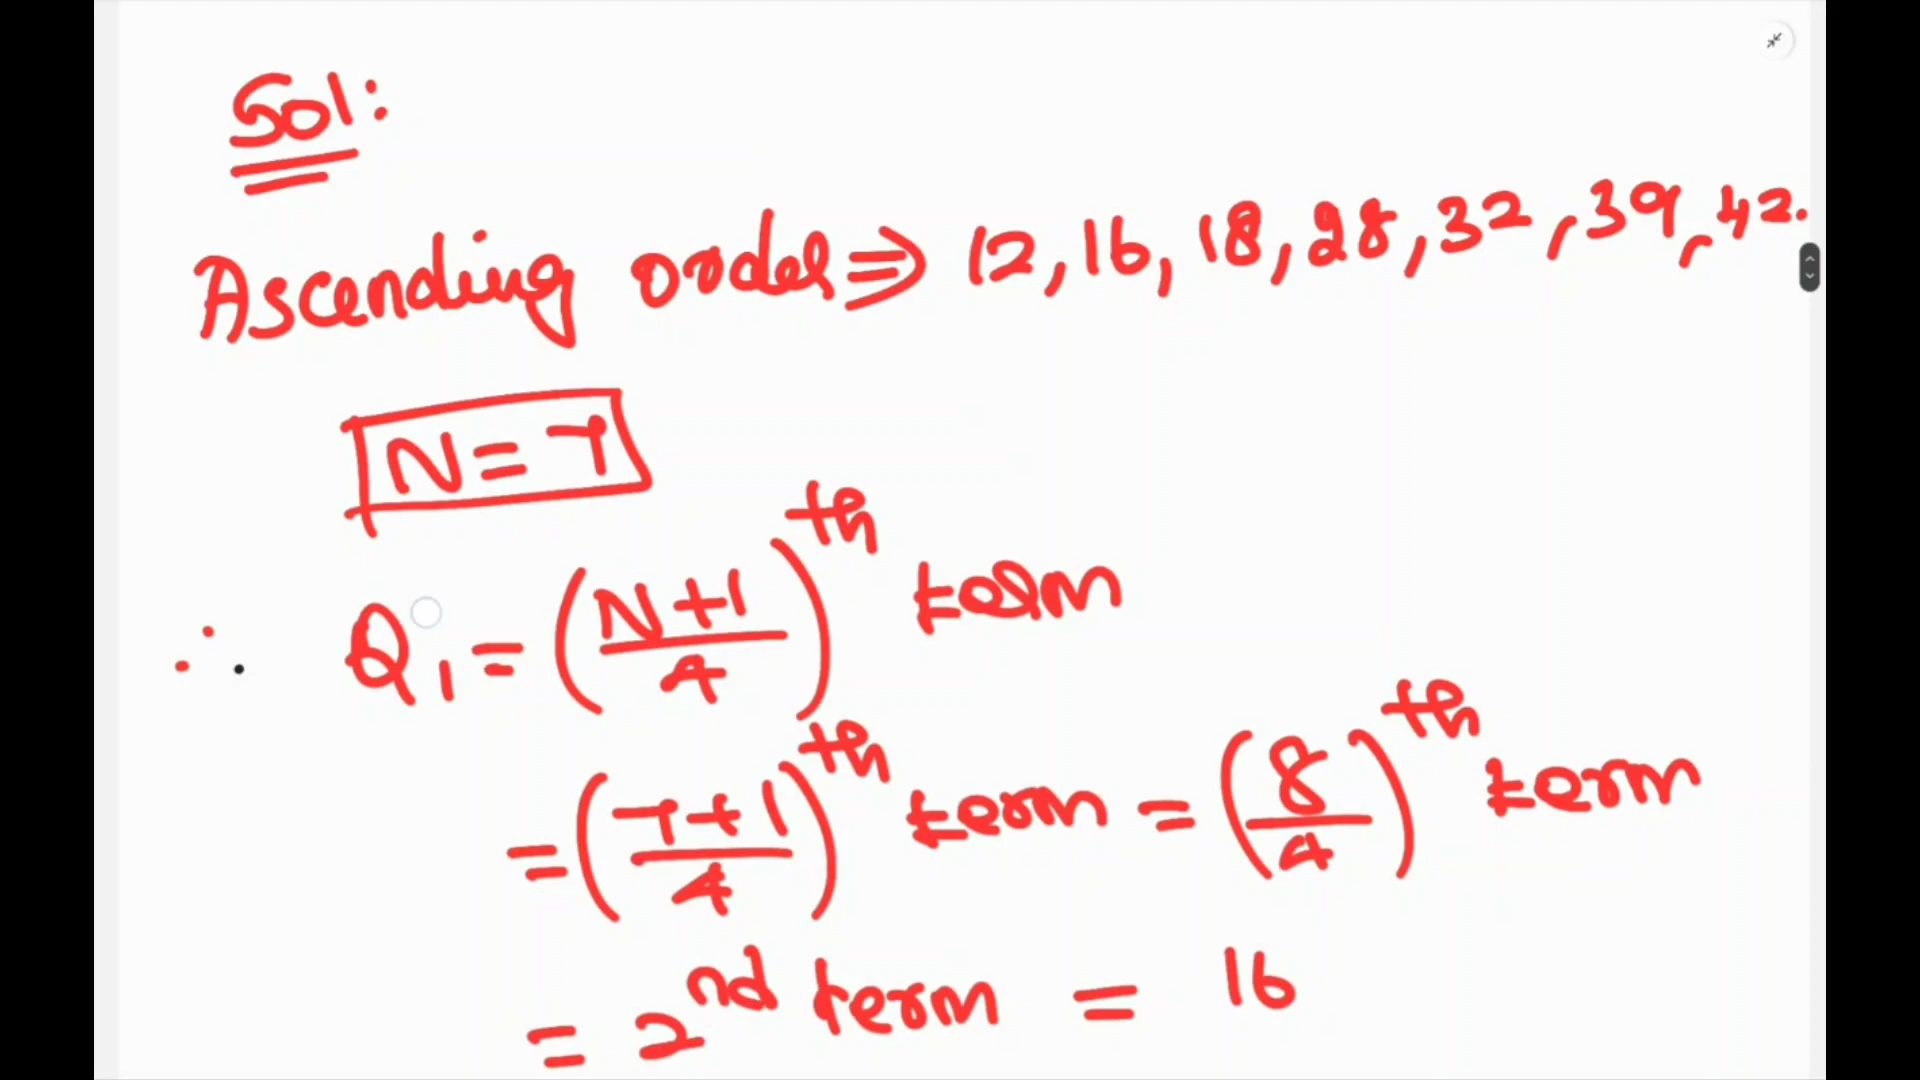 Sol:
Ascending order ⇒ 12, 16, 18, 28, 32, 39, 42.
N = 7
∴ Q₁ = (N+1/4)ᵗʰ term
= (7+1/4)ᵗʰ term = (8/4)ᵗʰ term
= 2ⁿᵈ term = 16